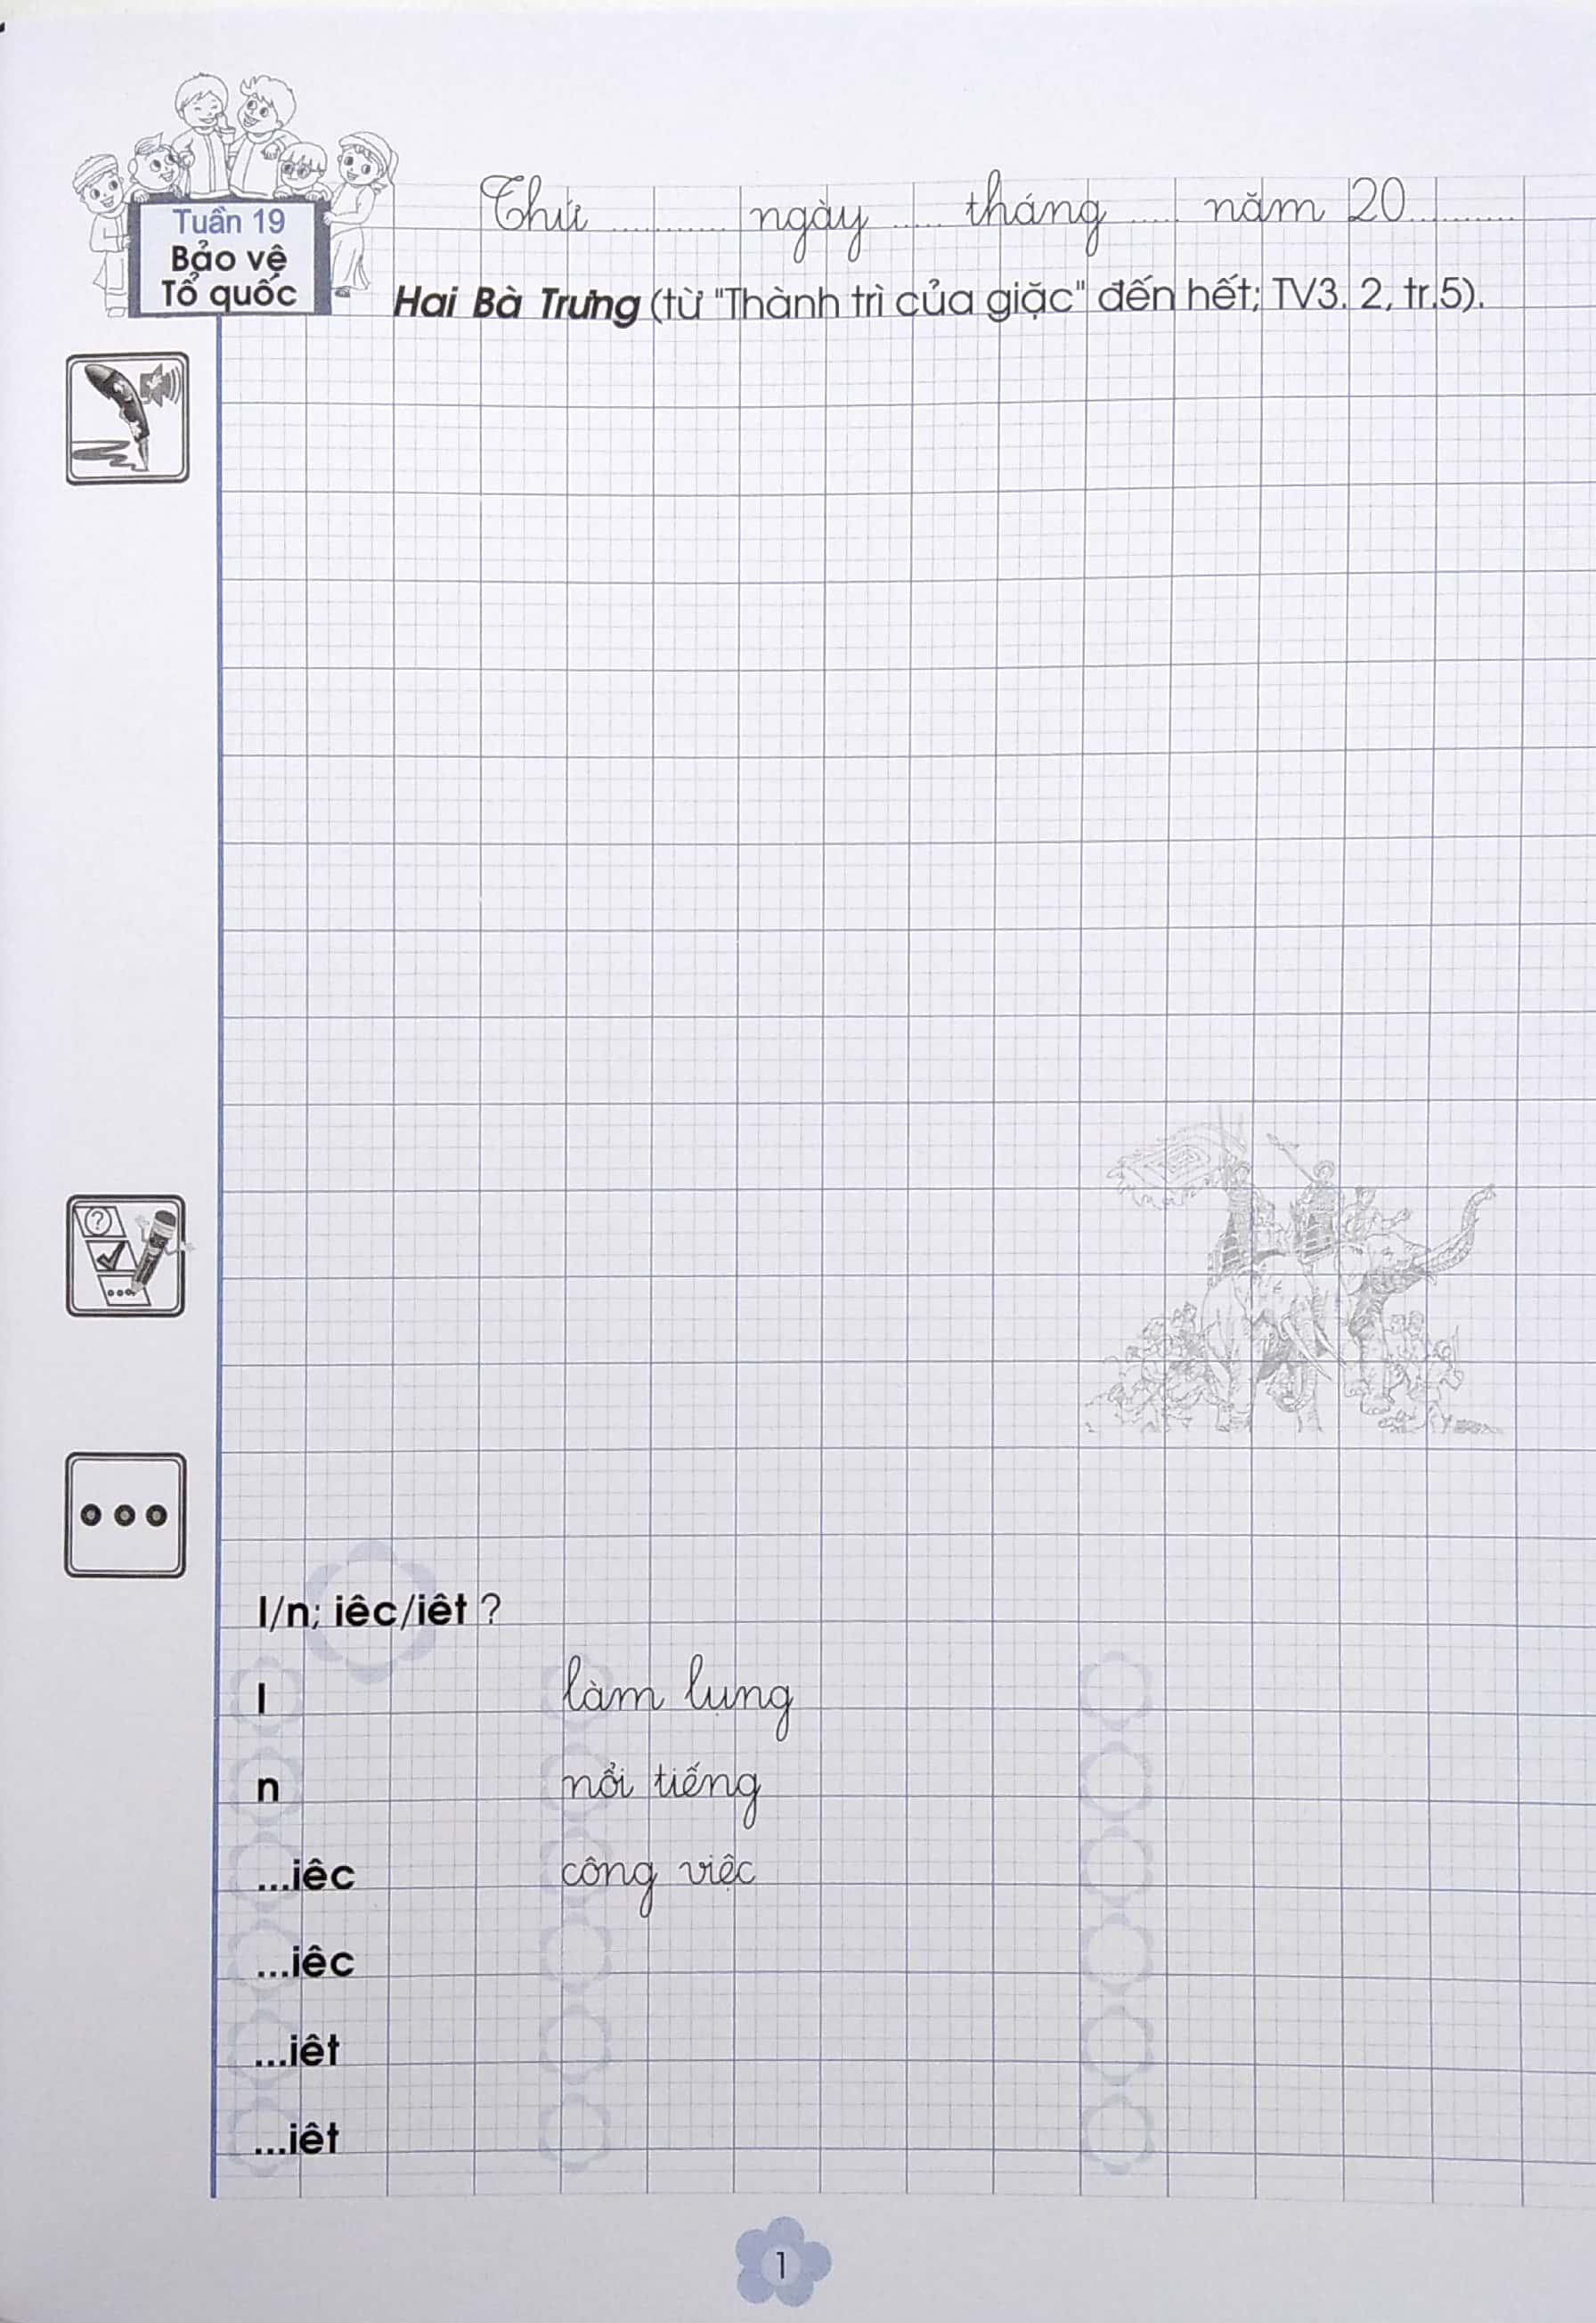 Thứ ........... ngày ..... tháng ..... năm 20...........
Tuần 19
Bảo vệ
Tổ quốc
Hai Bà Trưng (từ "Thành trì của giặc" đến hết; TV3. 2, tr.5).
l/n; iêc/iêt ?
l làm lụng
n nổi tiếng
...iêc công việc
...iêc
...iêt
...iêt
1